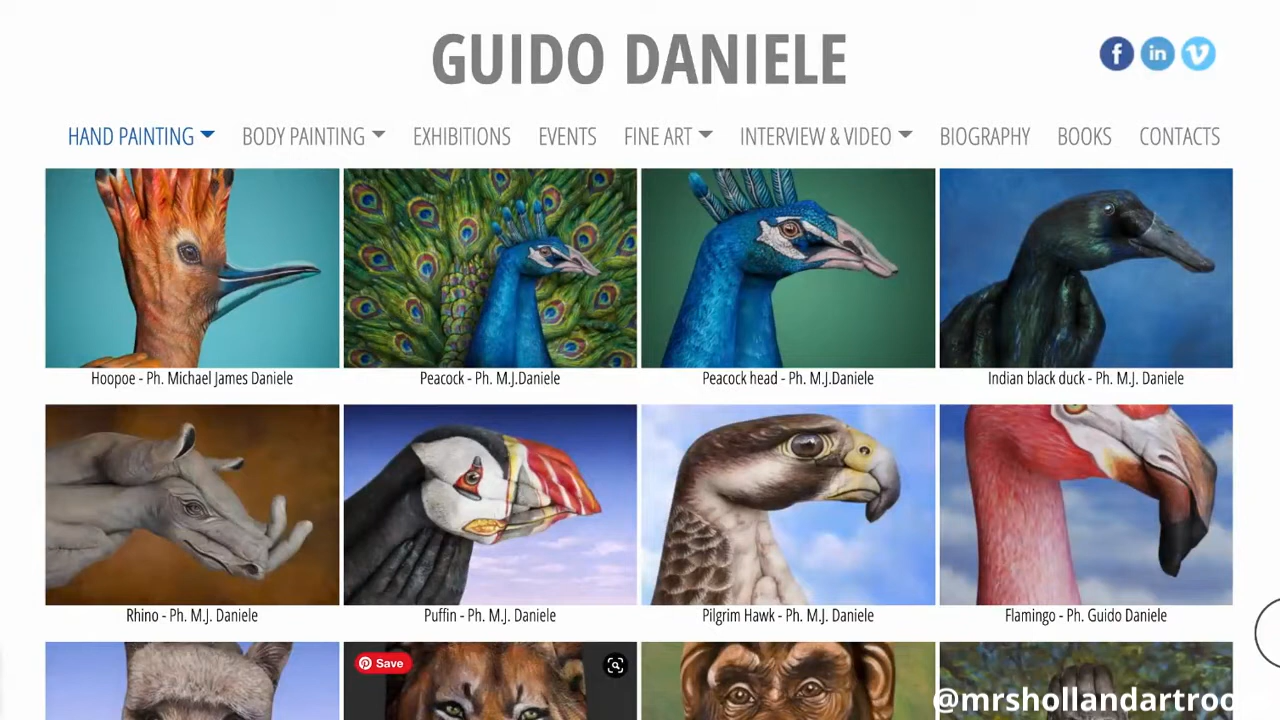 GUIDO DANIELE
f in v
HAND PAINTING BODY PAINTING EXHIBITIONS EVENTS FINE ART INTERVIEW & VIDEO BIOGRAPHY BOOKS CONTACTS
Hoopoe - Ph. Michael James Daniele
Peacock - Ph. M.J.Daniele
Peacock head - Ph. M.J.Daniele
Indian black duck - Ph. M.J. Daniele
Rhino - Ph. M.J. Daniele
Puffin - Ph. M.J. Daniele
Pilgrim Hawk - Ph. M.J. Daniele
Flamingo - Ph. Guido Daniele
Save
@mrshollandartroom